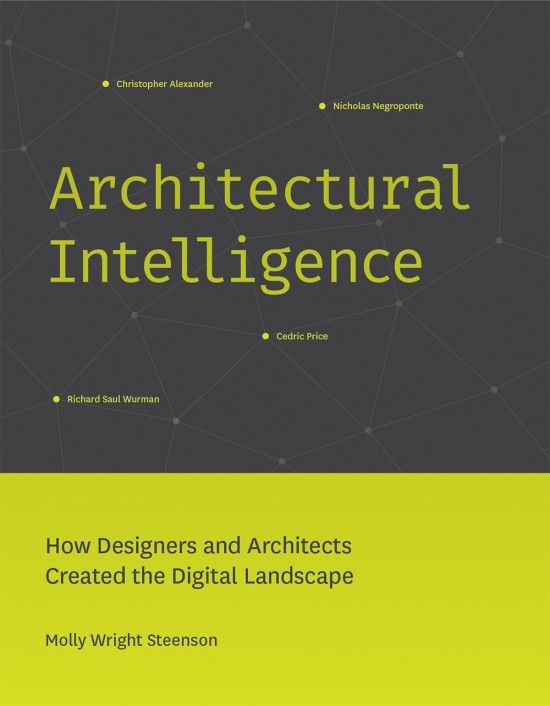 Christopher Alexander
Nicholas Negroponte
Architectural
Intelligence
Cedric Price
Richard Saul Wurman
How Designers and Architects
Created the Digital Landscape
Molly Wright Steenson